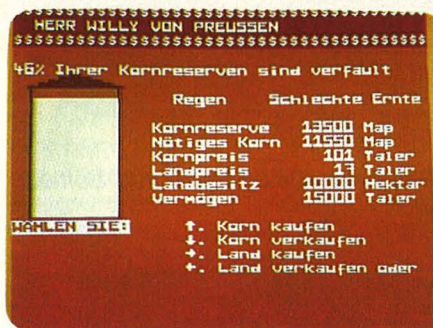 HERR WILLY VON PREUSSEN
$$$$$$$$$$$$$$$$$$$$$$$$$$$$$$$$$$$$$$$$
46% Ihrer Kornreserven sind verfault
Regen Schlechte Ernte
Kornreserve 13500 Map
Nötiges Korn 11550 Map
Kornpreis 101 Taler
Landpreis 17 Taler
Landbesitz 10000 Hektar
Vermögen 15000 Taler
WÄHLEN SIE:
↑. Korn kaufen
↓. Korn verkaufen
→. Land kaufen
←. Land verkaufen oder